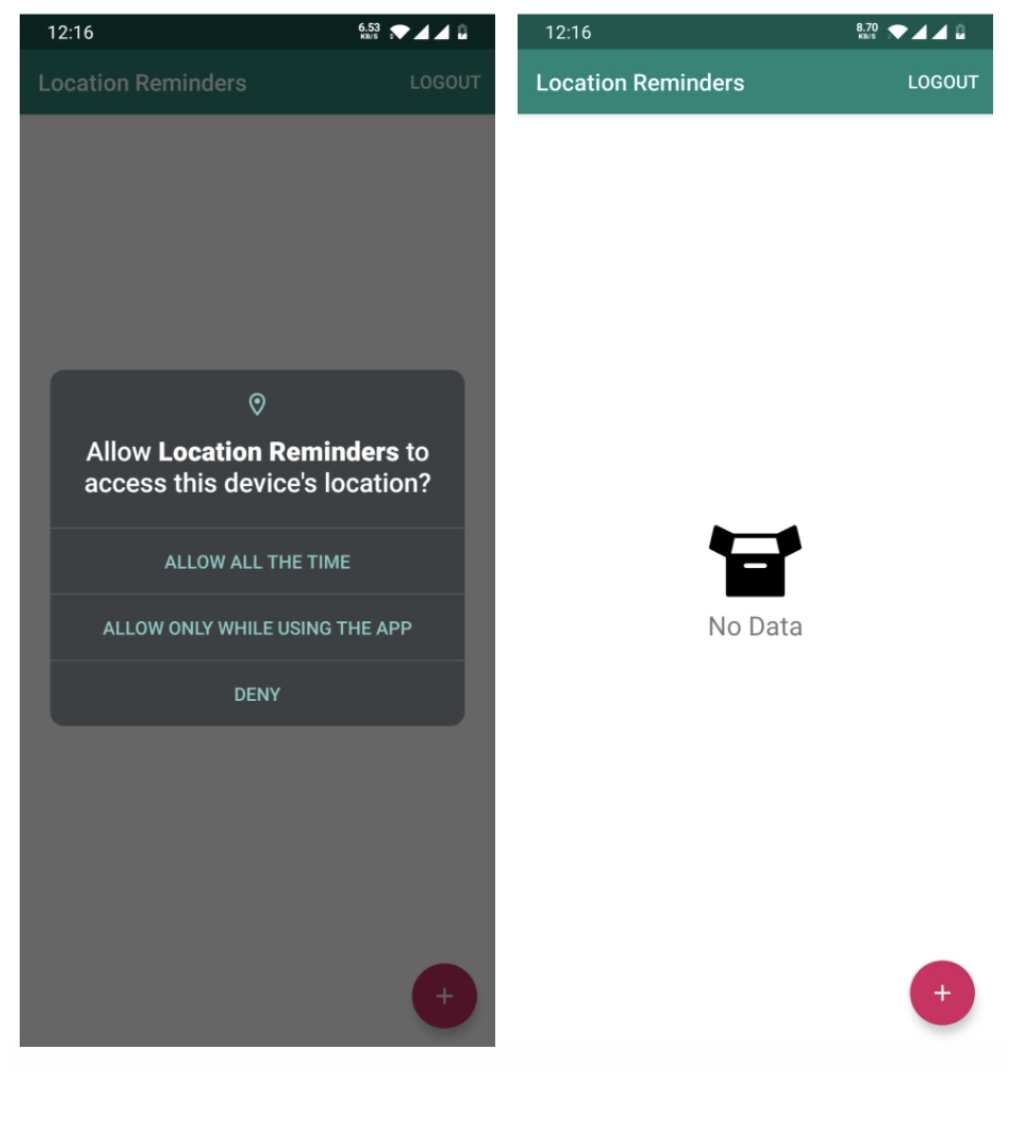 12:16
6.53
KB/S
Location Reminders
LOGOUT
Allow Location Reminders to
access this device's location?
ALLOW ALL THE TIME
ALLOW ONLY WHILE USING THE APP
DENY
+
12:16
8.70
KB/S
Location Reminders
LOGOUT
No Data
+